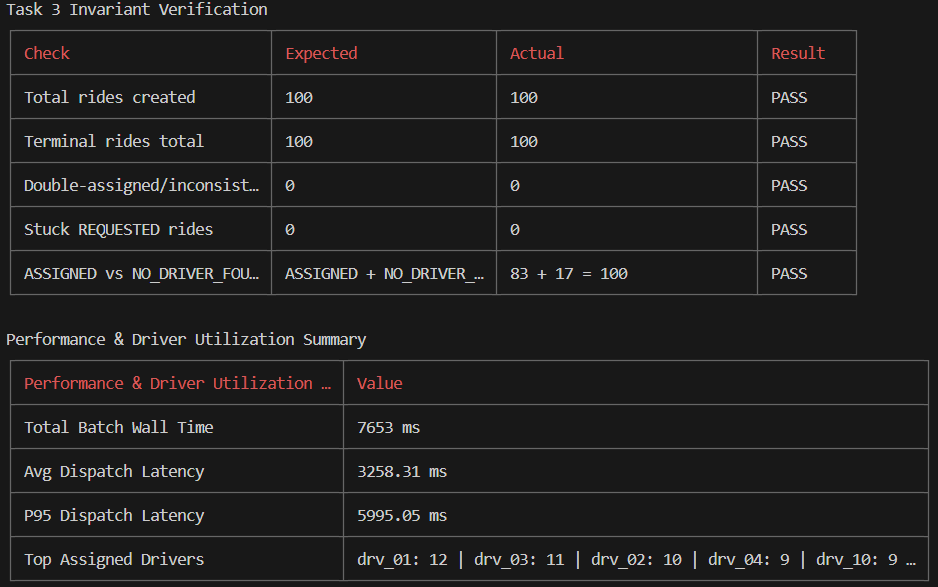 Task 3 Invariant Verification
Check Expected Actual Result
Total rides created 100 100 PASS
Terminal rides total 100 100 PASS
Double-assigned/inconsist… 0 0 PASS
Stuck REQUESTED rides 0 0 PASS
ASSIGNED vs NO_DRIVER_FOU… ASSIGNED + NO_DRIVER_… 83 + 17 = 100 PASS
Performance & Driver Utilization Summary
Performance & Driver Utilization … Value
Total Batch Wall Time 7653 ms
Avg Dispatch Latency 3258.31 ms
P95 Dispatch Latency 5995.05 ms
Top Assigned Drivers drv_01: 12 | drv_03: 11 | drv_02: 10 | drv_04: 9 | drv_10: 9 …